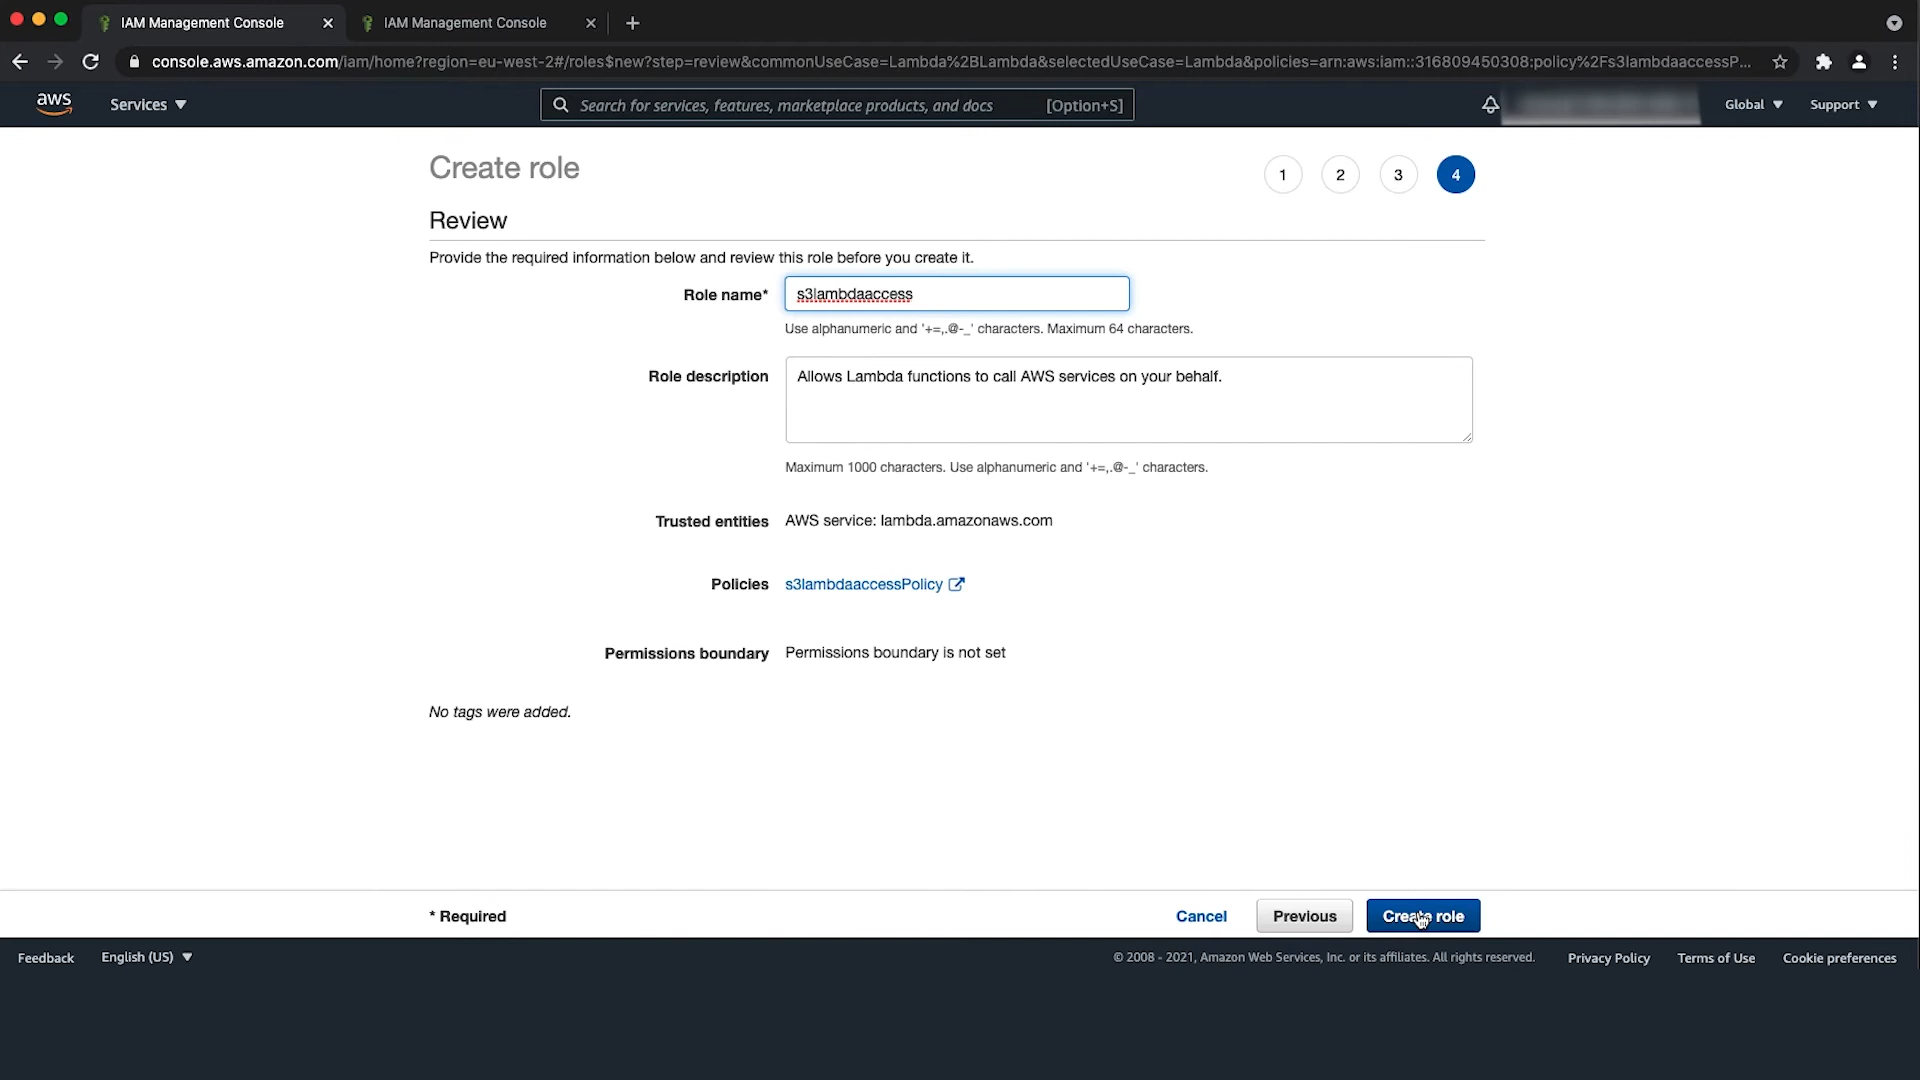 IAM Management Console
IAM Management Console
console.aws.amazon.com/iam/home?region=eu-west-2#/roles$new?step=review&commonUseCase=Lambda%2BLambda&selectedUseCase=Lambda&policies=arn:aws:iam::316809450308:policy%2Fs3lambdaaccessP...
aws Services Search for services, features, marketplace products, and docs [Option+S] Global Support
Create role 1 2 3 4
Review
Provide the required information below and review this role before you create it.
Role name* s3lambdaaccess
Use alphanumeric and '+=,.@-_' characters. Maximum 64 characters.
Role description Allows Lambda functions to call AWS services on your behalf.
Maximum 1000 characters. Use alphanumeric and '+=,.@-_' characters.
Trusted entities AWS service: lambda.amazonaws.com
Policies s3lambdaaccessPolicy
Permissions boundary Permissions boundary is not set
No tags were added.
* Required Cancel Previous Create role
Feedback English (US) © 2008 - 2021, Amazon Web Services, Inc. or its affiliates. All rights reserved. Privacy Policy Terms of Use Cookie preferences